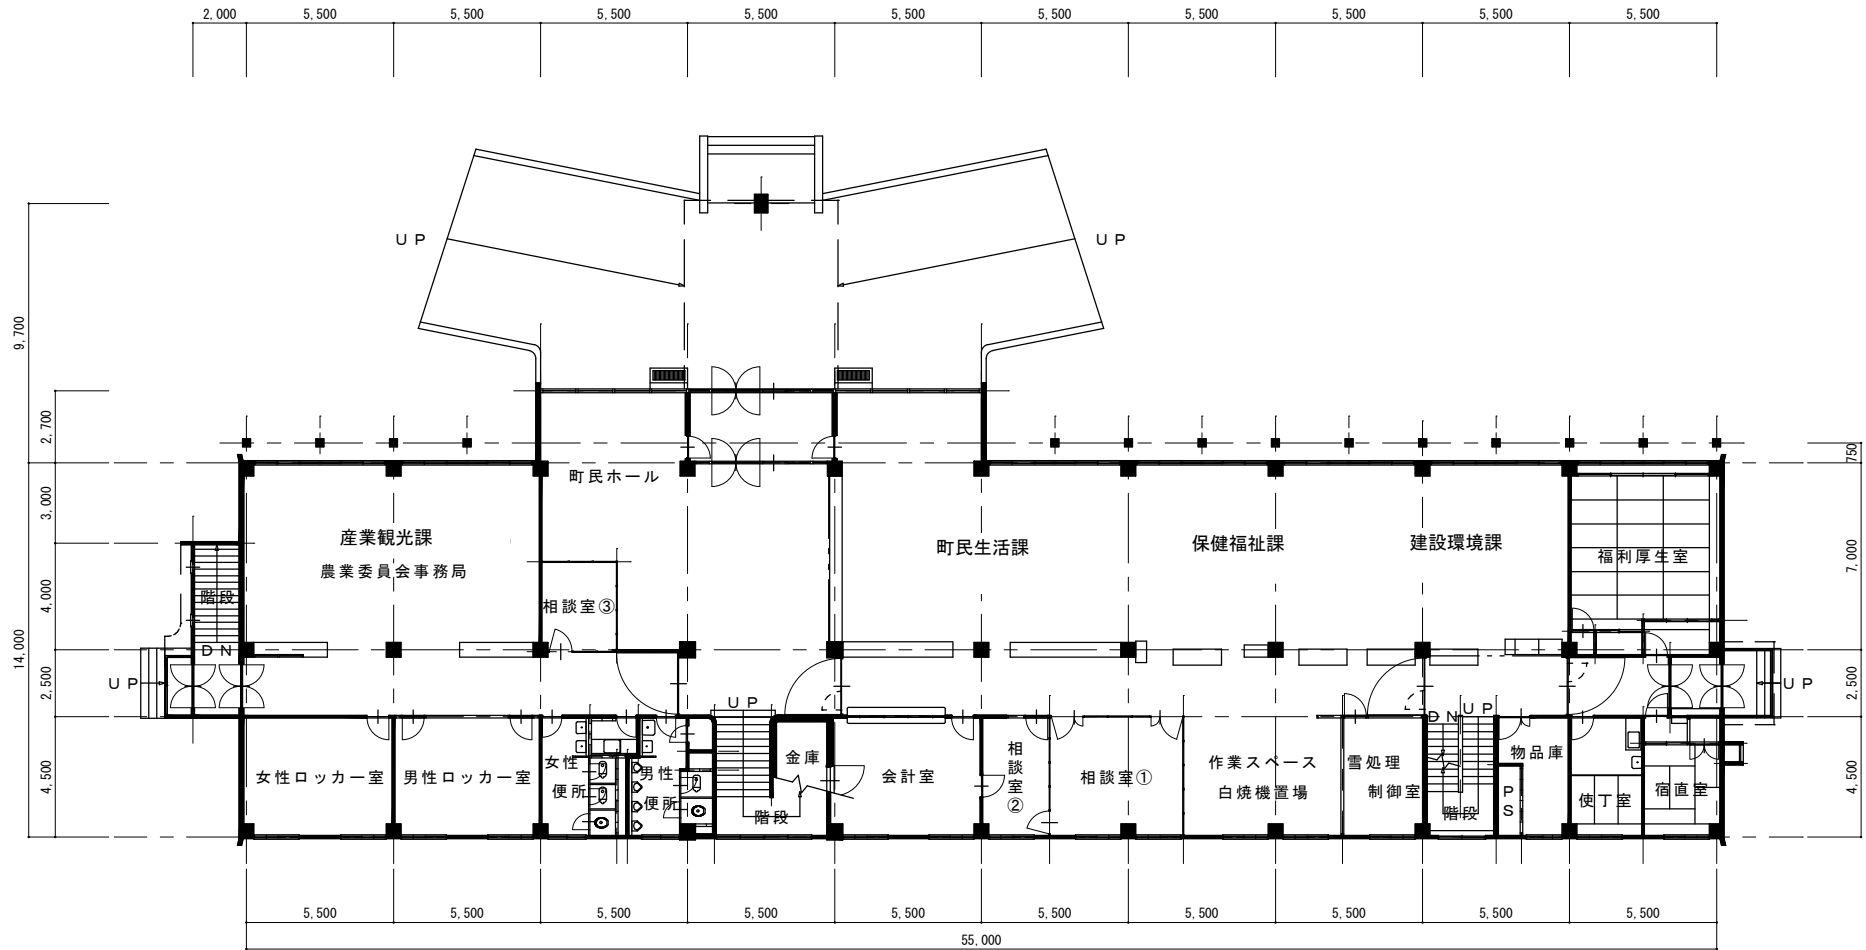 2,000 5,500 5,500 5,500 5,500 5,500 5,500 5,500 5,500 5,500 5,500
UP
UP
9,700
2,700
750
町民ホール
3,000
産業観光課
農業委員会事務局
町民生活課
保健福祉課
建設環境課
福利厚生室
7,000
4,000
階段
相談室③
14,000
DN
2,500
UP
UP
2,500
UP
DN
UP
4,500
女性ロッカー室
男性ロッカー室
女性
便所
男性
便所
金庫
階段
会計室
相談室②
相談室①
作業スペース
白焼機置場
雪処理
制御室
階段
物品庫
PS
使丁室
宿直室
4,500
5,500 5,500 5,500 5,500 5,500 5,500 5,500 5,500 5,500 5,500
55,000